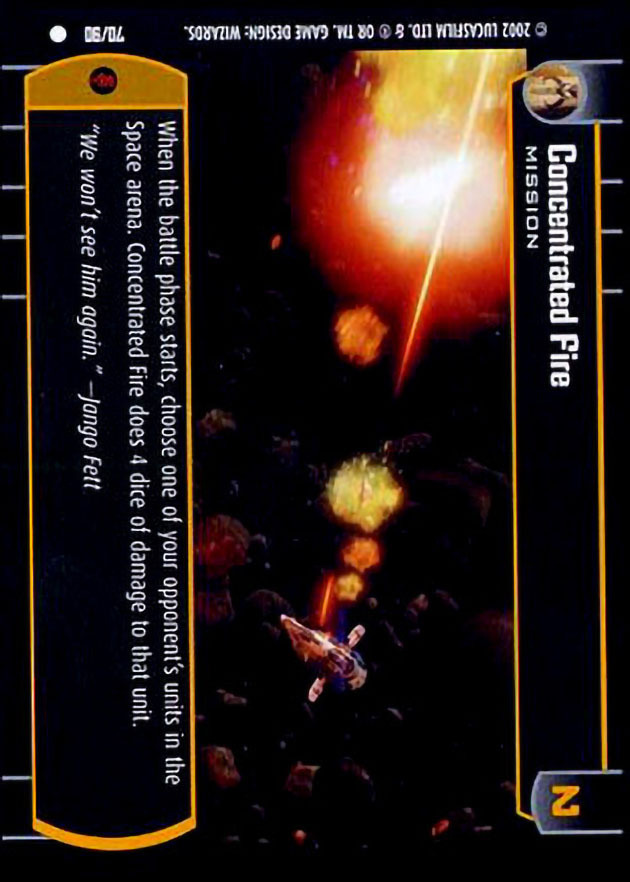 Concentrated Fire
MISSION
2
When the battle phase starts, choose one of your opponent's units in the
Space arena. Concentrated Fire does 4 dice of damage to that unit.
"We won't see him again." —Jango Fett
© 2002 LUCASFILM LTD. & ® OR TM. GAME DESIGN: WIZARDS.
70/90